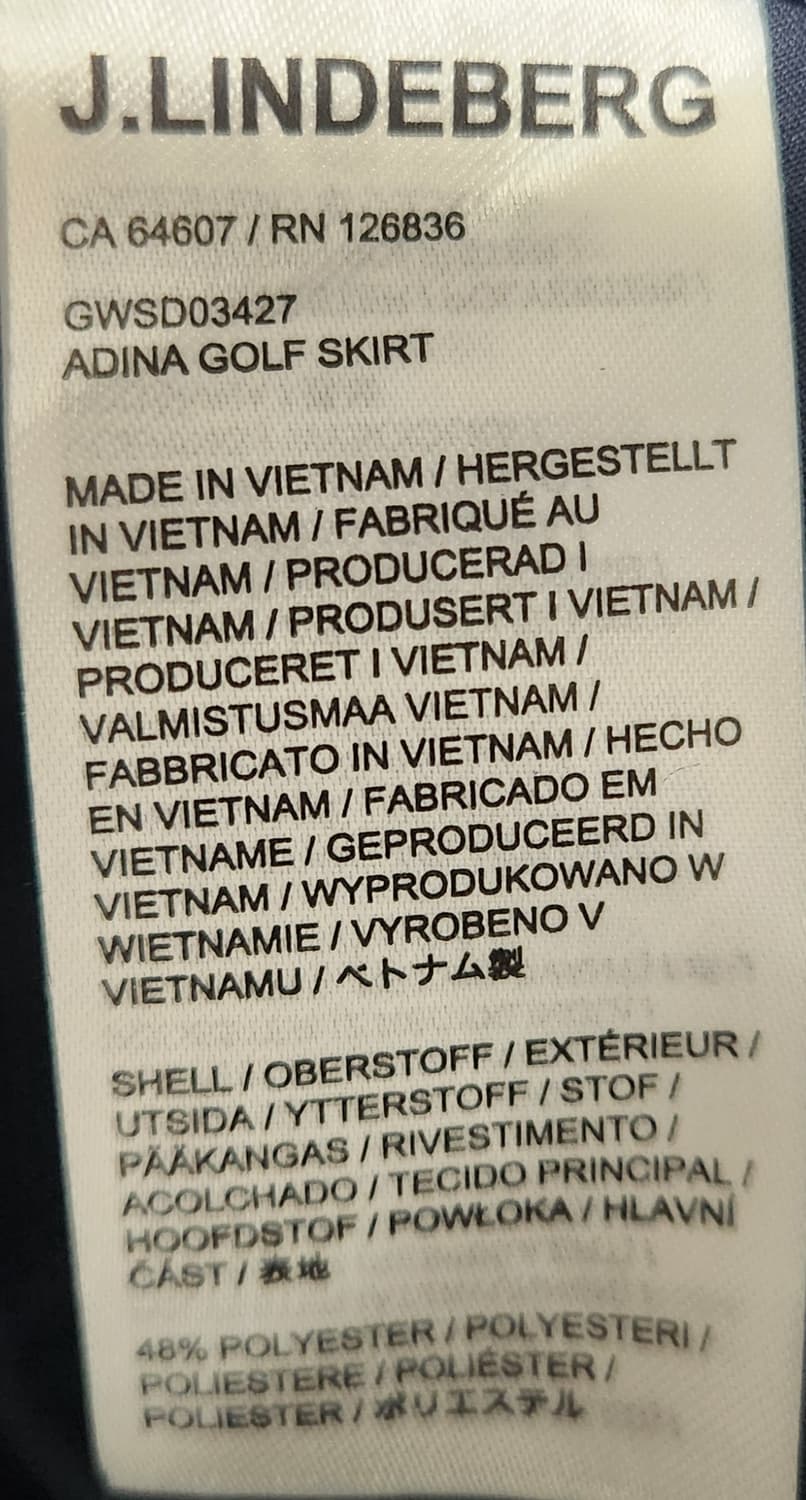 J.LINDEBERG
CA 64607 / RN 126836
GWSD03427
ADINA GOLF SKIRT
MADE IN VIETNAM / HERGESTELLT
IN VIETNAM / FABRIQUÉ AU
VIETNAM / PRODUCERAD I
VIETNAM / PRODUSERT I VIETNAM /
PRODUCERET I VIETNAM /
VALMISTUSMAA VIETNAM /
FABBRICATO IN VIETNAM / HECHO
EN VIETNAM / FABRICADO EM
VIETNAME / GEPRODUCEERD IN
VIETNAM / WYPRODUKOWANO W
WIETNAMIE / VYROBENO V
VIETNAMU / ベトナム製
SHELL / OBERSTOFF / EXTÉRIEUR /
UTSIDA / YTTERSTOFF / STOF /
PÄÄKANGAS / RIVESTIMENTO /
ACOLCHADO / TECIDO PRINCIPAL /
HOOFDSTOF / POWŁOKA / HLAVNÍ
ČÁST / 表地
48% POLYESTER / POLYESTERI /
POLIESTERE / POLIÉSTER /
POLIESTER / ポリエステル